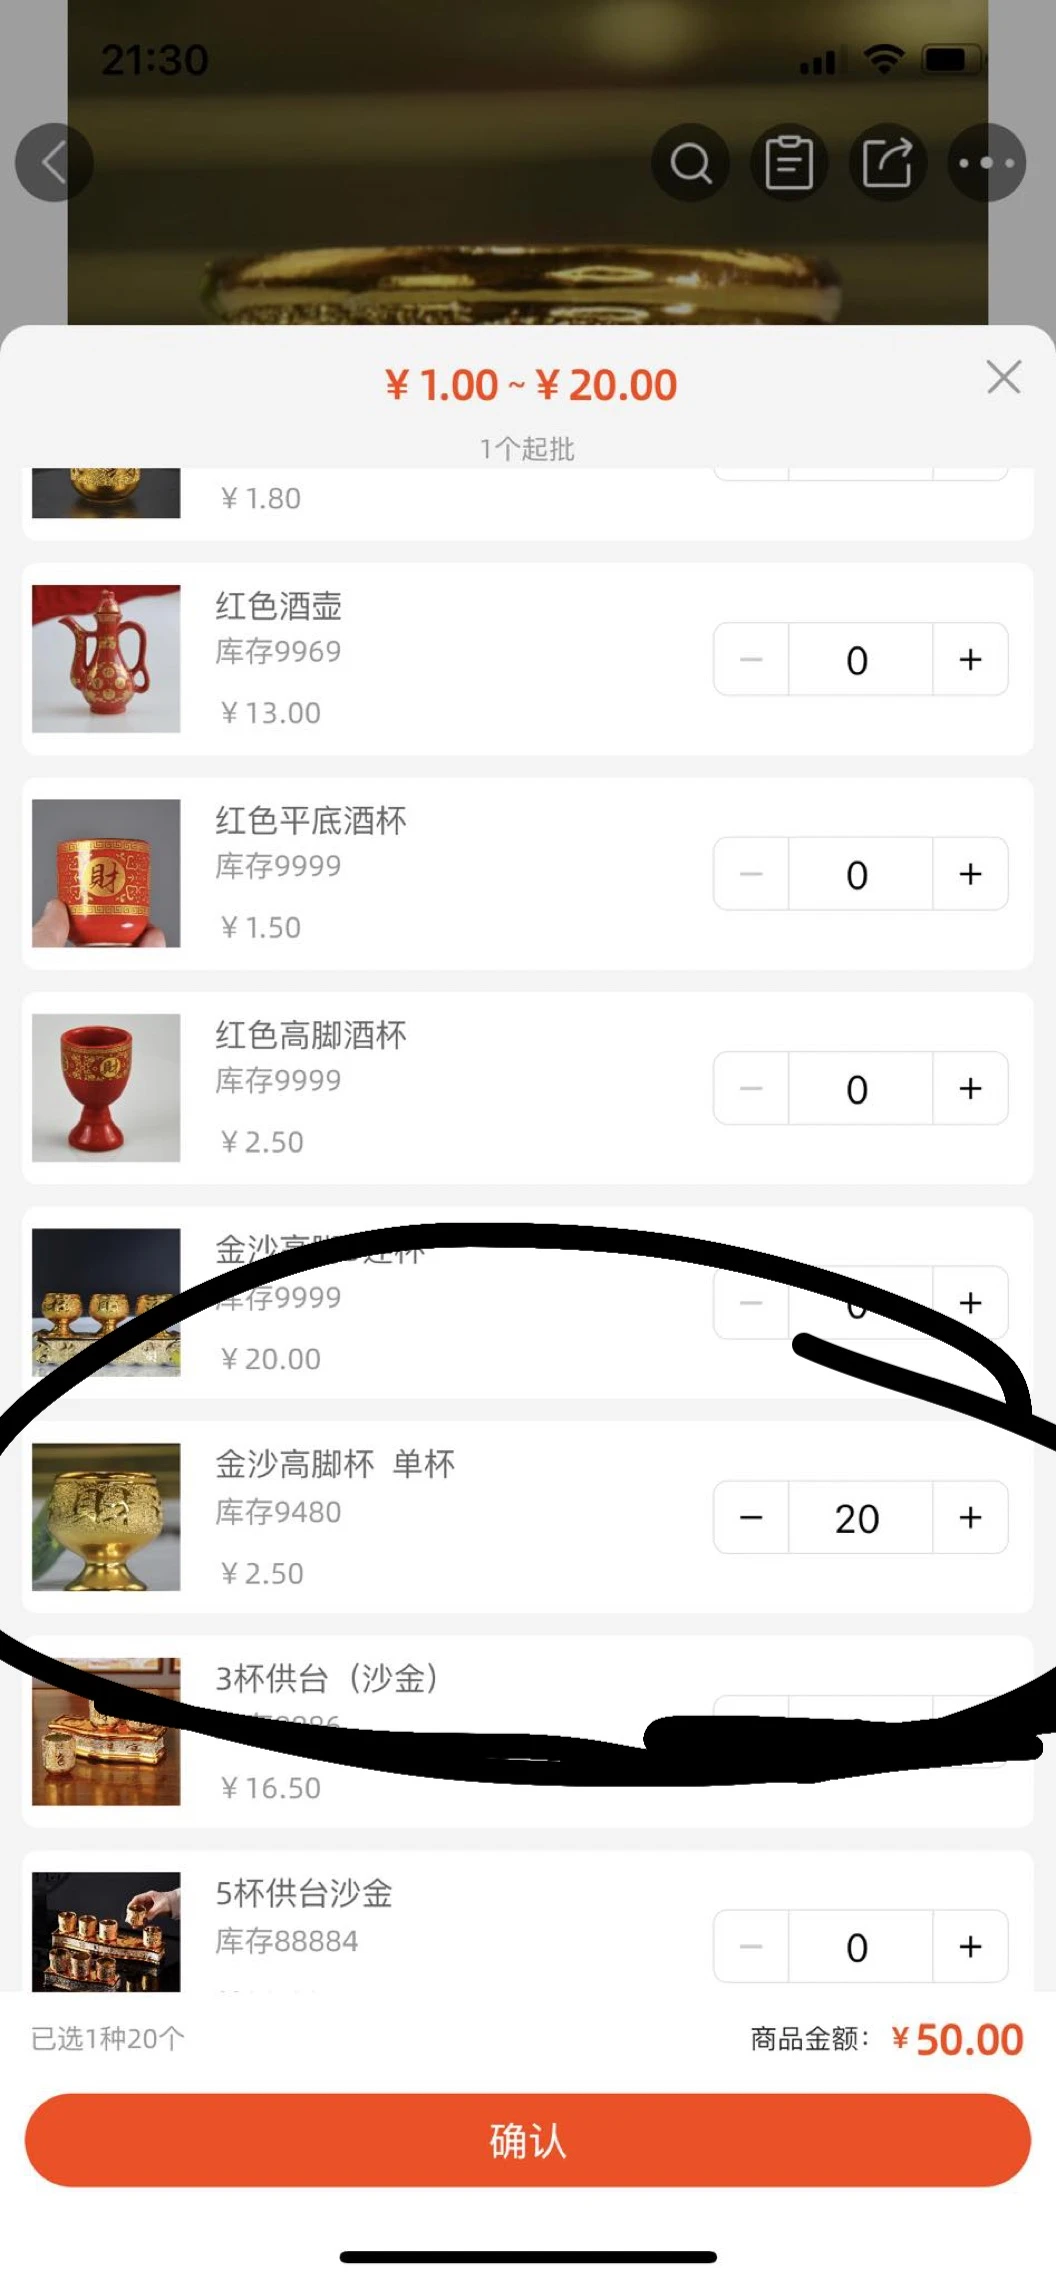 21:30
¥ 1.00 ~ ¥ 20.00
1个起批
¥ 1.80
红色酒壶
库存9969
¥ 13.00
0
红色平底酒杯
库存9999
¥ 1.50
0
財
红色高脚酒杯
库存9999
¥ 2.50
0
金沙高脚
连杯
库存9999
¥ 20.00
0
金沙高脚杯 单杯
库存9480
¥ 2.50
20
財
3杯供台（沙金）
¥ 16.50
5杯供台沙金
库存88884
0
已选1种20个
商品金额：¥ 50.00
确认